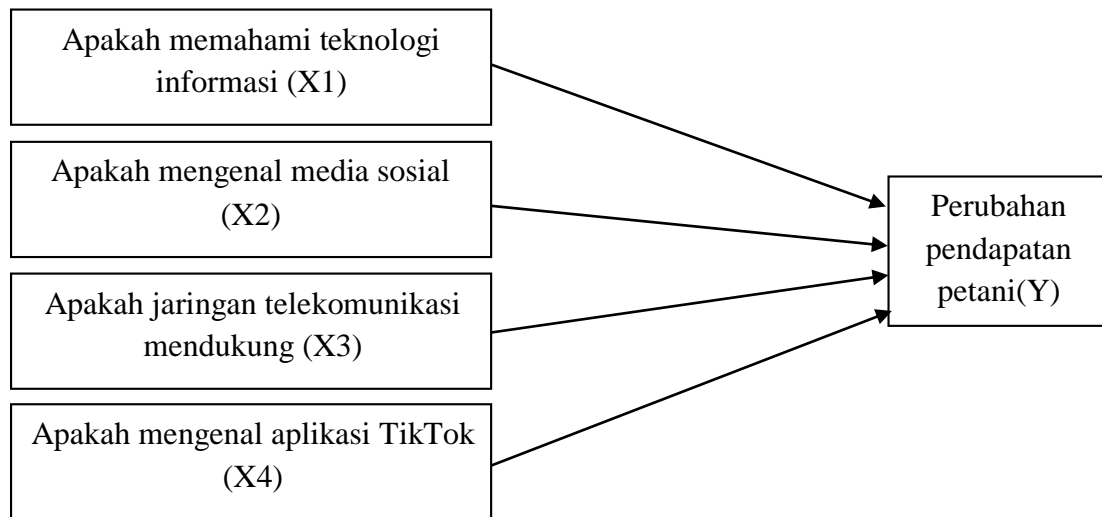 Apakah memahami teknologi
informasi (X1)
Apakah mengenal media sosial
(X2)
Apakah jaringan telekomunikasi
mendukung (X3)
Apakah mengenal aplikasi TikTok
(X4)
Perubahan
pendapatan
petani(Y)